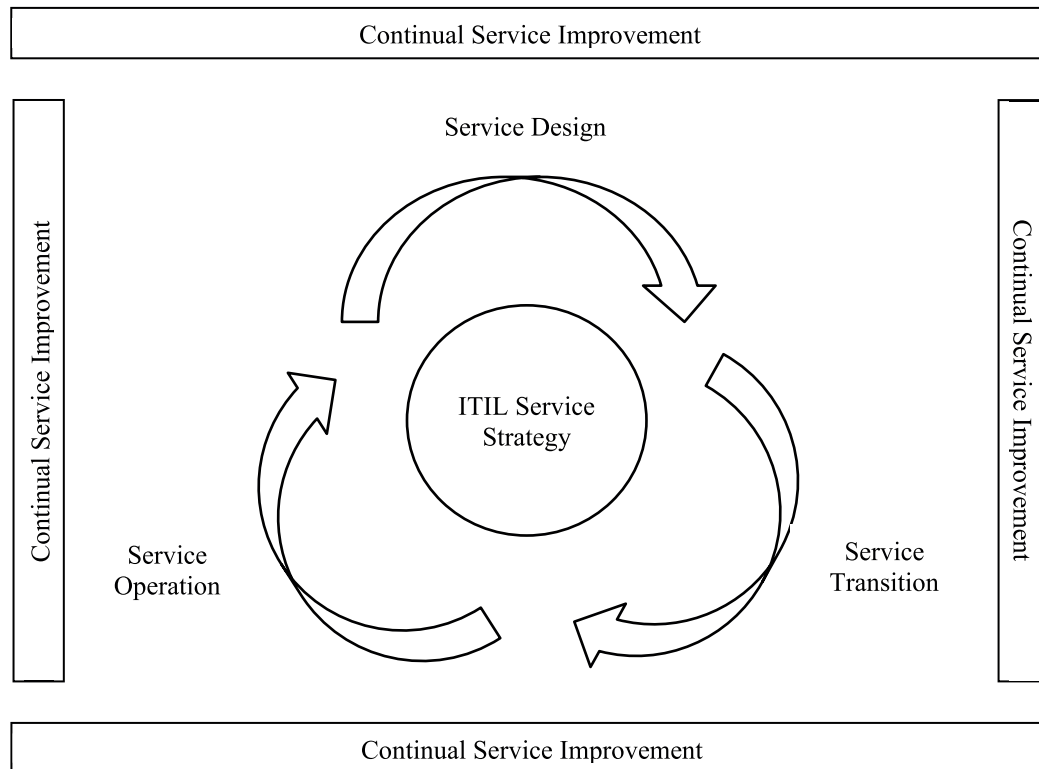 Continual Service Improvement
Service Design
Continual Service Improvement
Continual Service Improvement
ITIL Service
Strategy
Service
Operation
Service
Transition
Continual Service Improvement